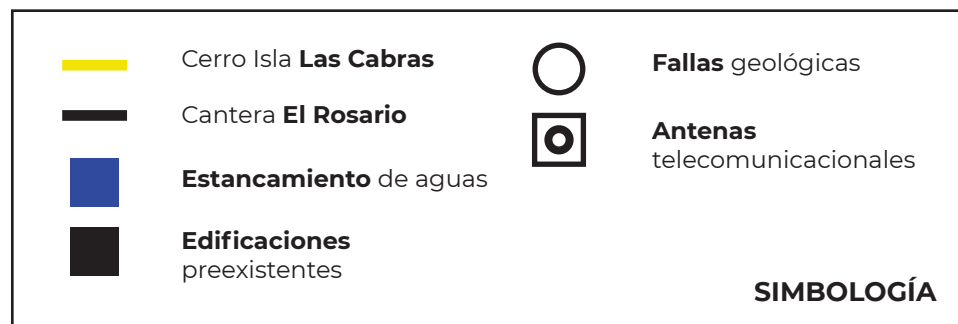 Cerro Isla Las Cabras
Cantera El Rosario
Estancamiento de aguas
Edificaciones
preexistentes
Fallas geológicas
Antenas
telecomunicacionales
SIMBOLOGÍA